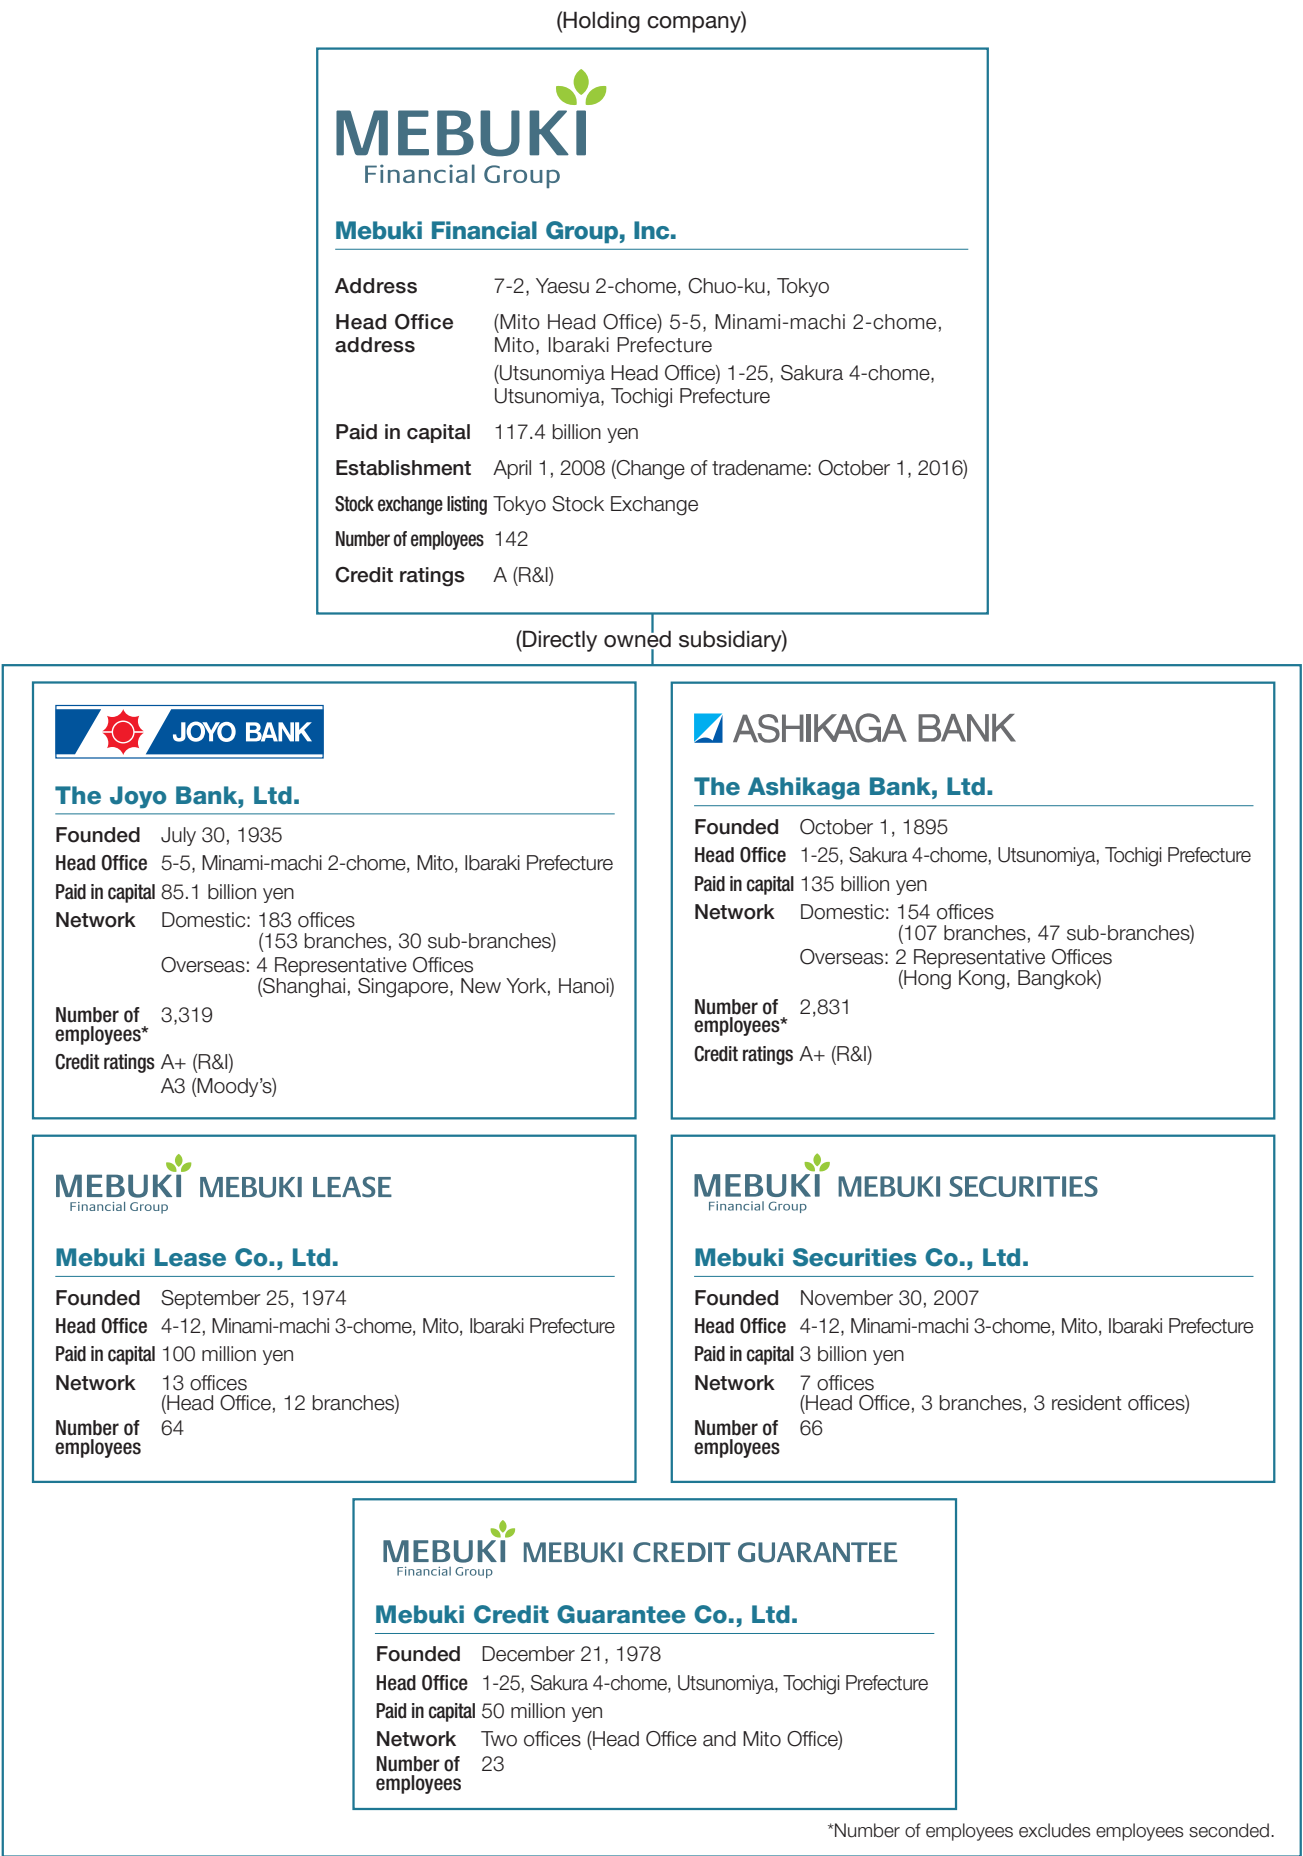 (Holding company)
MEBUKI
Financial Group
Mebuki Financial Group, Inc.
Address 7-2, Yaesu 2-chome, Chuo-ku, Tokyo
Head Office address (Mito Head Office) 5-5, Minami-machi 2-chome,
Mito, Ibaraki Prefecture
(Utsunomiya Head Office) 1-25, Sakura 4-chome,
Utsunomiya, Tochigi Prefecture
Paid in capital 117.4 billion yen
Establishment April 1, 2008 (Change of tradename: October 1, 2016)
Stock exchange listing Tokyo Stock Exchange
Number of employees 142
Credit ratings A (R&I)
(Directly owned subsidiary)
JOYO BANK
The Joyo Bank, Ltd.
Founded July 30, 1935
Head Office 5-5, Minami-machi 2-chome, Mito, Ibaraki Prefecture
Paid in capital 85.1 billion yen
Network Domestic: 183 offices
(153 branches, 30 sub-branches)
Overseas: 4 Representative Offices
(Shanghai, Singapore, New York, Hanoi)
Number of employees* 3,319
Credit ratings A+ (R&I)
A3 (Moody's)
ASHIKAGA BANK
The Ashikaga Bank, Ltd.
Founded October 1, 1895
Head Office 1-25, Sakura 4-chome, Utsunomiya, Tochigi Prefecture
Paid in capital 135 billion yen
Network Domestic: 154 offices
(107 branches, 47 sub-branches)
Overseas: 2 Representative Offices
(Hong Kong, Bangkok)
Number of employees* 2,831
Credit ratings A+ (R&I)
MEBUKI MEBUKI LEASE
Financial Group
Mebuki Lease Co., Ltd.
Founded September 25, 1974
Head Office 4-12, Minami-machi 3-chome, Mito, Ibaraki Prefecture
Paid in capital 100 million yen
Network 13 offices
(Head Office, 12 branches)
Number of employees 64
MEBUKI MEBUKI SECURITIES
Financial Group
Mebuki Securities Co., Ltd.
Founded November 30, 2007
Head Office 4-12, Minami-machi 3-chome, Mito, Ibaraki Prefecture
Paid in capital 3 billion yen
Network 7 offices
(Head Office, 3 branches, 3 resident offices)
Number of employees 66
MEBUKI MEBUKI CREDIT GUARANTEE
Financial Group
Mebuki Credit Guarantee Co., Ltd.
Founded December 21, 1978
Head Office 1-25, Sakura 4-chome, Utsunomiya, Tochigi Prefecture
Paid in capital 50 million yen
Network Two offices (Head Office and Mito Office)
Number of employees 23
*Number of employees excludes employees seconded.